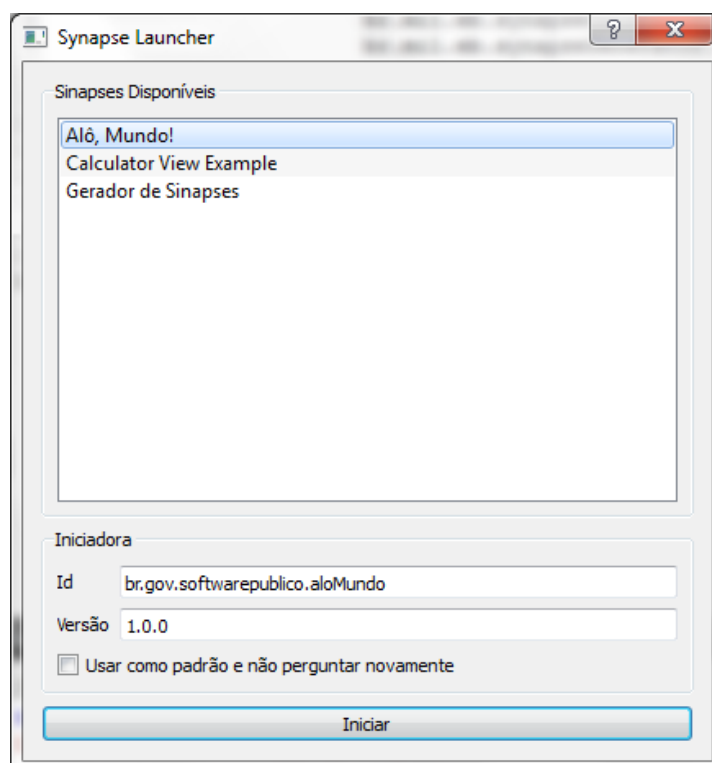 Synapse Launcher
Sinapses Disponíveis
Alô, Mundo!
Calculator View Example
Gerador de Sinapses
Iniciadora
Id br.gov.softwarepublico.aloMundo
Versão 1.0.0
Usar como padrão e não perguntar novamente
Iniciar